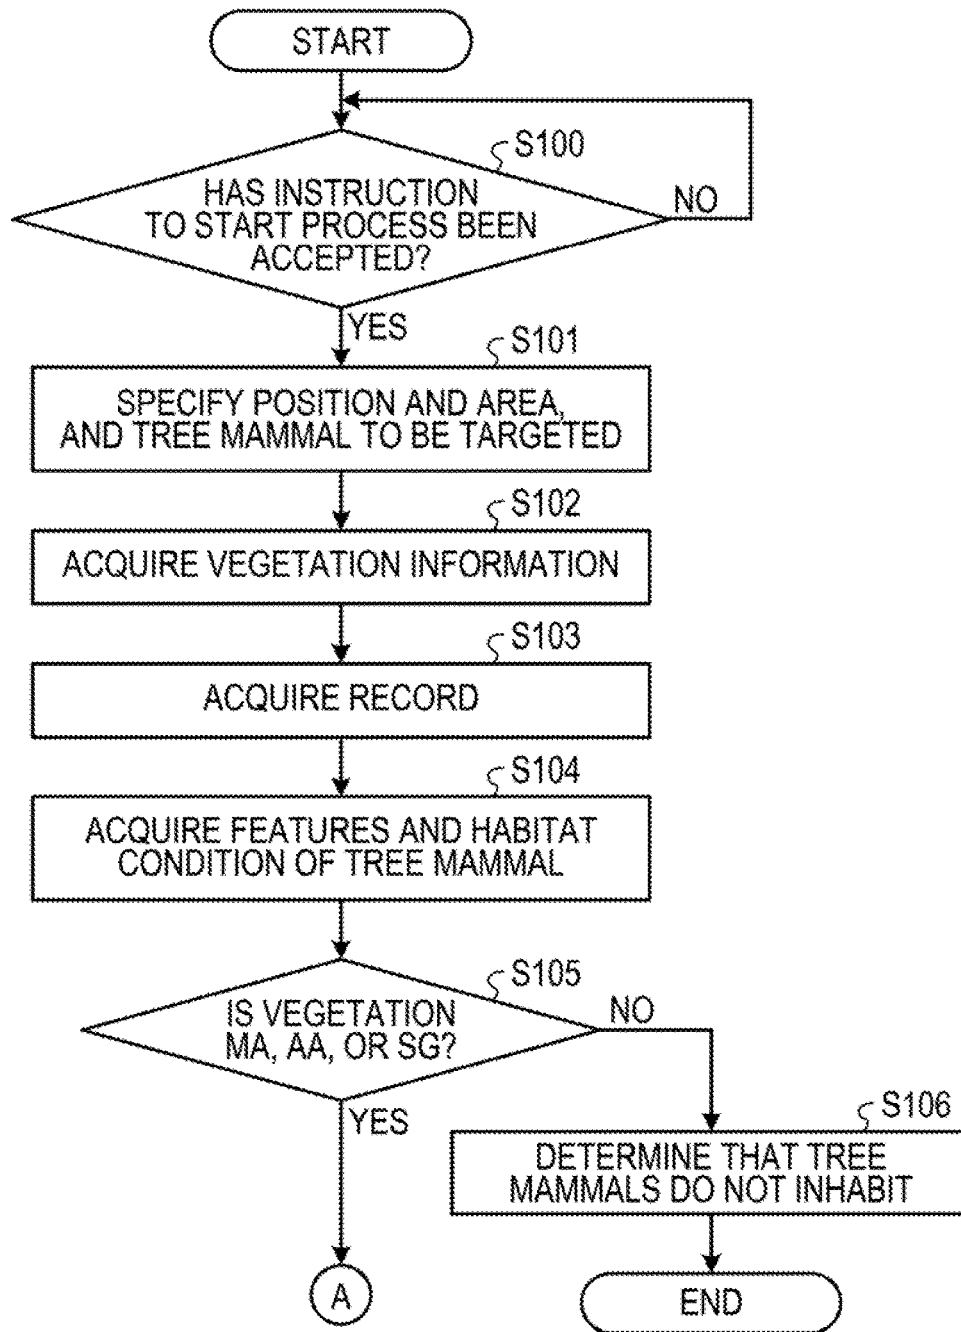 START
S100
HAS INSTRUCTION
TO START PROCESS BEEN
ACCEPTED?
NO
YES
S101
SPECIFY POSITION AND AREA,
AND TREE MAMMAL TO BE TARGETED
S102
ACQUIRE VEGETATION INFORMATION
S103
ACQUIRE RECORD
S104
ACQUIRE FEATURES AND HABITAT
CONDITION OF TREE MAMMAL
S105
IS VEGETATION
MA, AA, OR SG?
NO
YES
S106
DETERMINE THAT TREE
MAMMALS DO NOT INHABIT
A
END